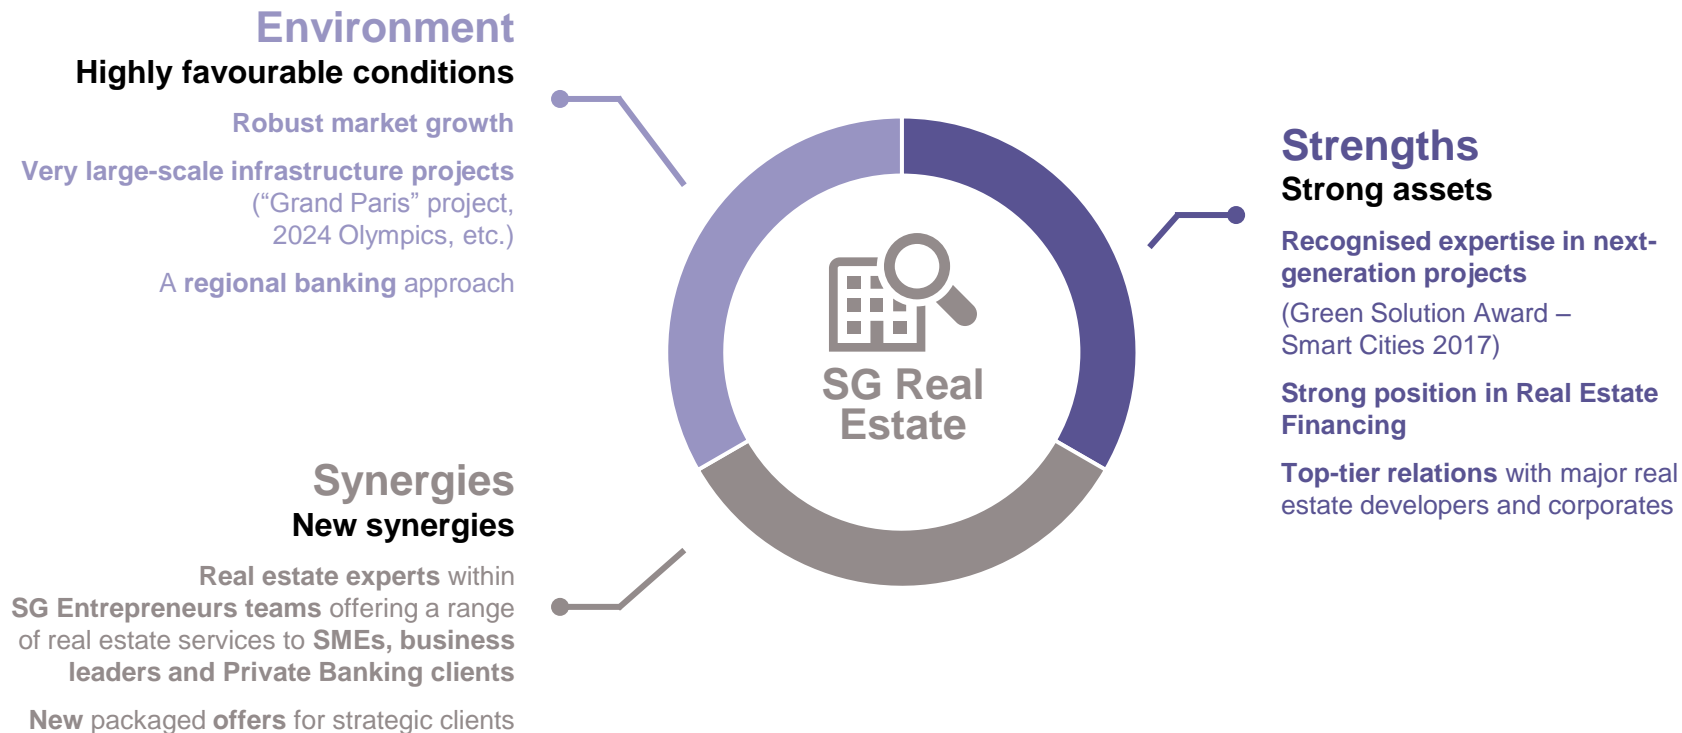 Environment
Highly favourable conditions
Robust market growth
Very large-scale infrastructure projects
(“Grand Paris” project,
2024 Olympics, etc.)
A regional banking approach
Synergies
New synergies
Real estate experts within
SG Entrepreneurs teams offering a range
of real estate services to SMEs, business
leaders and Private Banking clients
New packaged offers for strategic clients
SG Real
Estate
Strengths
Strong assets
Recognised expertise in next-
generation projects
(Green Solution Award –
Smart Cities 2017)
Strong position in Real Estate
Financing
Top-tier relations with major real
estate developers and corporates